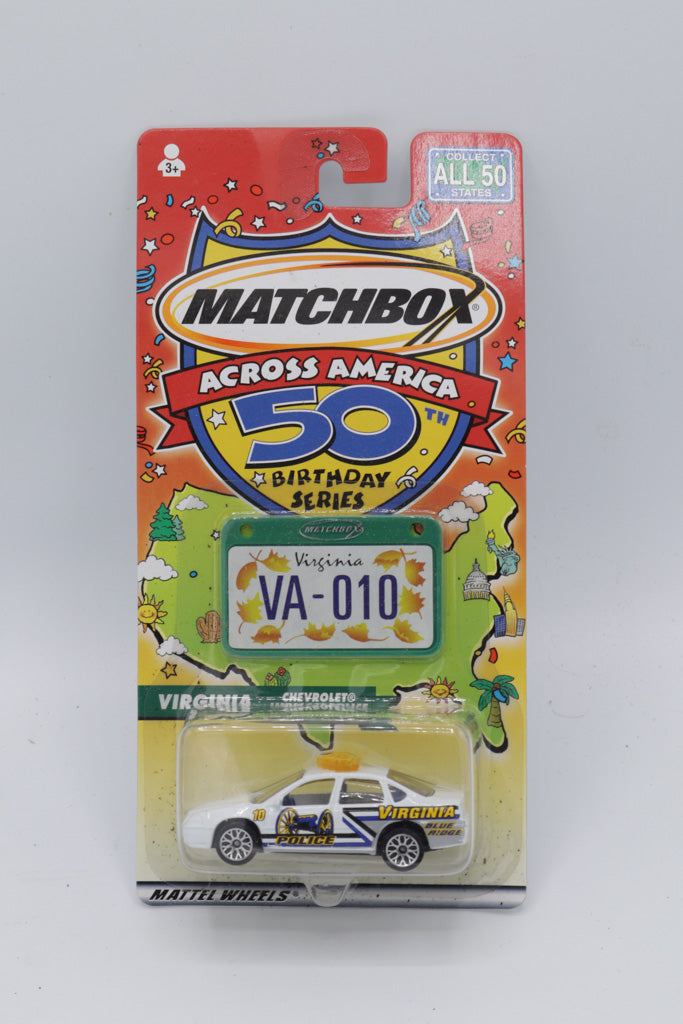 3+
COLLECT
ALL 50
STATES
MATCHBOX®
ACROSS AMERICA
50TH
BIRTHDAY
SERIES
MATCHBOX
Virginia
VA-010
VIRGINIA
CHEVROLET®
10
VIRGINIA
BLUE
RIDGE
POLICE
MATTEL WHEELS